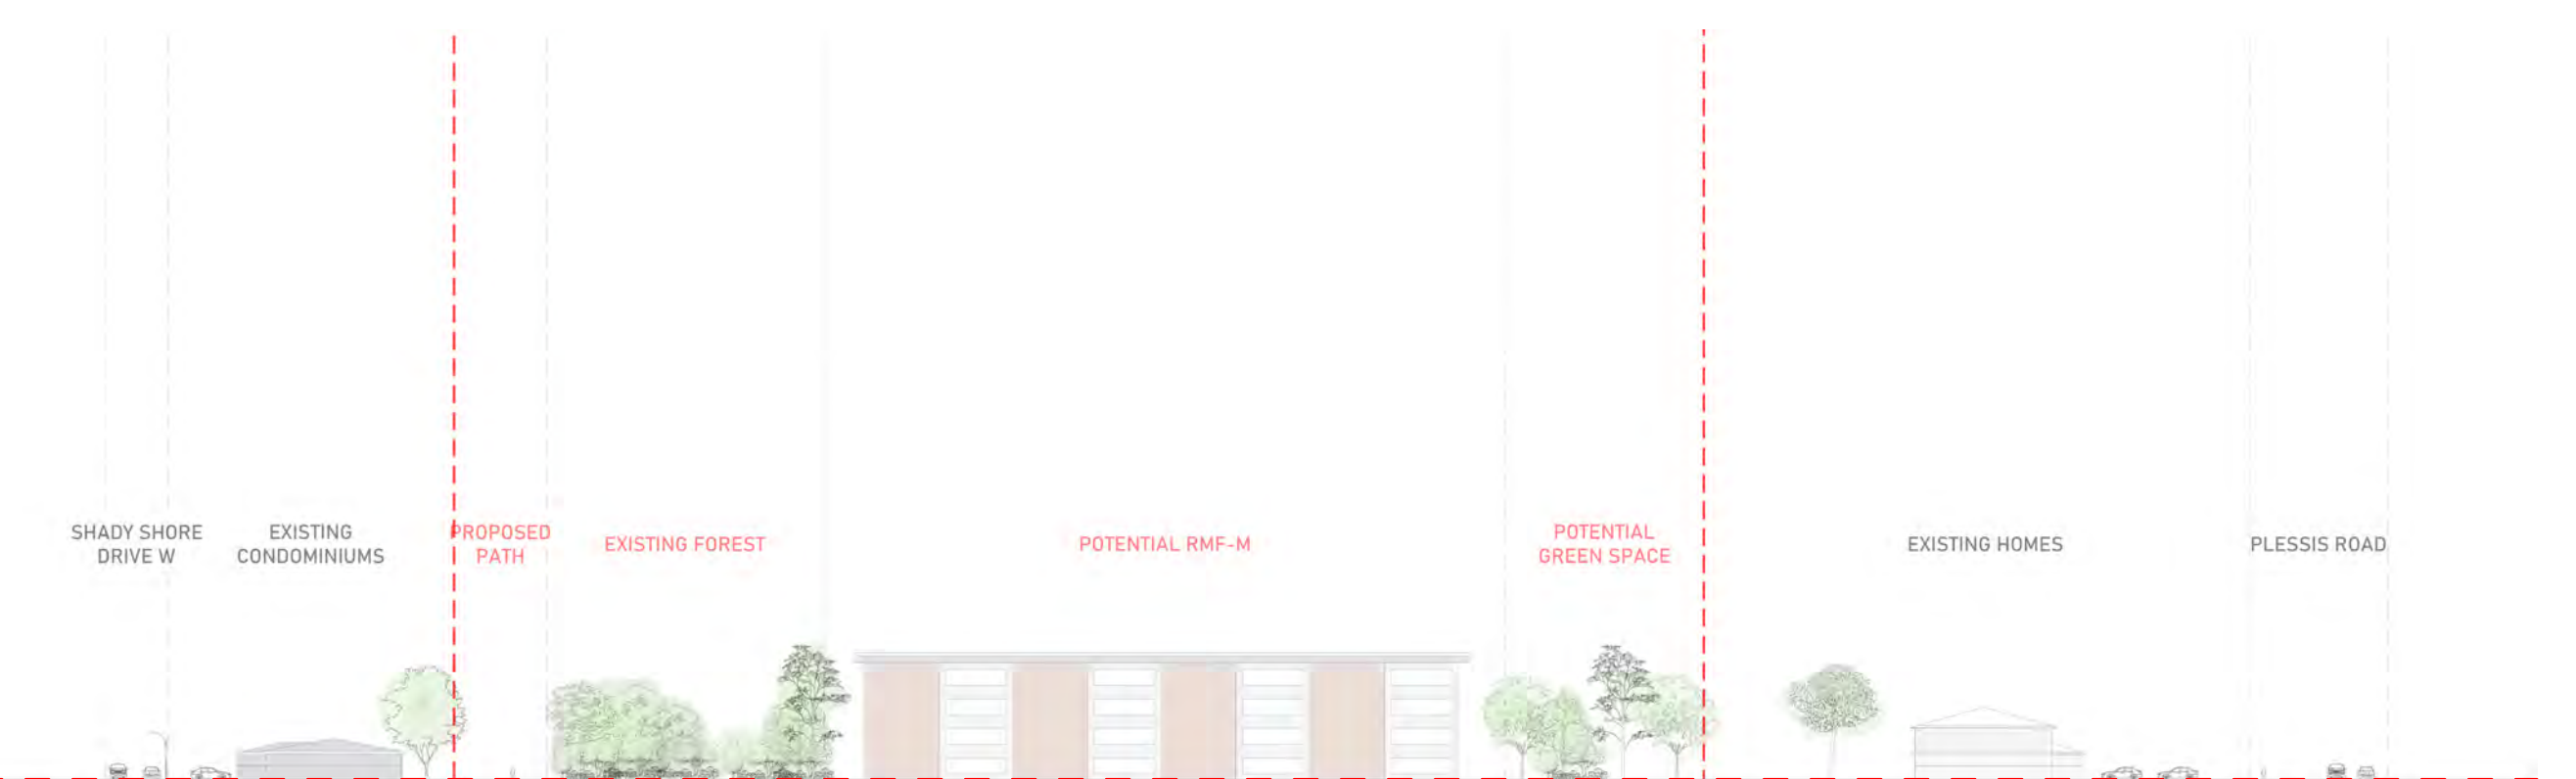 SHADY SHORE
DRIVE W
EXISTING
CONDOMINIUMS
PROPOSED
PATH
EXISTING FOREST
POTENTIAL RMF-M
POTENTIAL
GREEN SPACE
EXISTING HOMES
PLESSIS ROAD